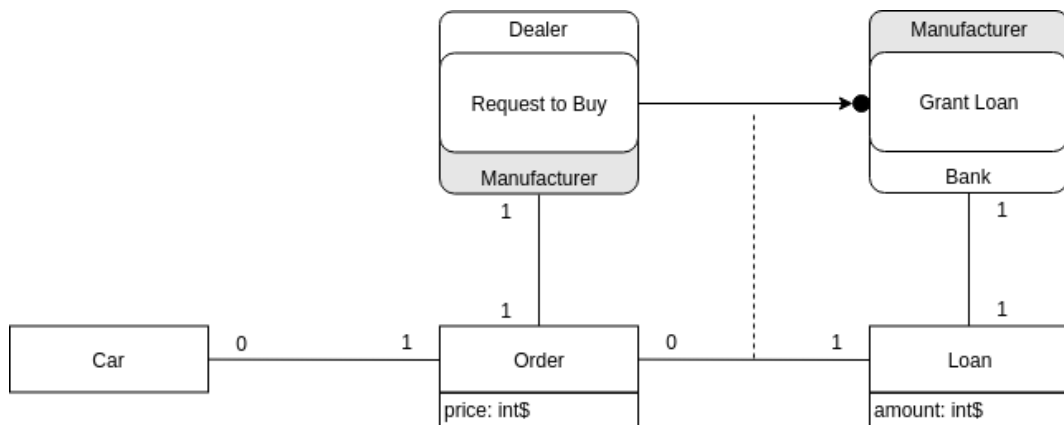 Dealer
Manufacturer
Request to Buy
Grant Loan
Manufacturer
Bank
1
1
1
1
0
1
0
1
Car
Order
Loan
price: int$
amount: int$